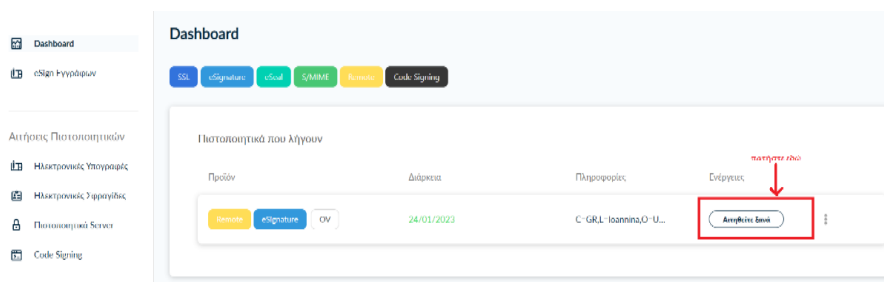 Dashboard
Dashboard
eSign Εγγράφων
SSL eSignature eSeal S/MIME Remote Code Signing
Αιτήσεις Πιστοποιητικών
Πιστοποιητικά που λήγουν
πατήστε εδώ
Ηλεκτρονικές Υπογραφές
Προϊόν Διάρκεια Πληροφορίες Ενέργειες
Ηλεκτρονικές Σφραγίδες
Remote eSignature OV 24/01/2023 C=GR,L=Ioannina,O=U... Αιτηθείτε ξανά
Πιστοποιητικά Server
Code Signing